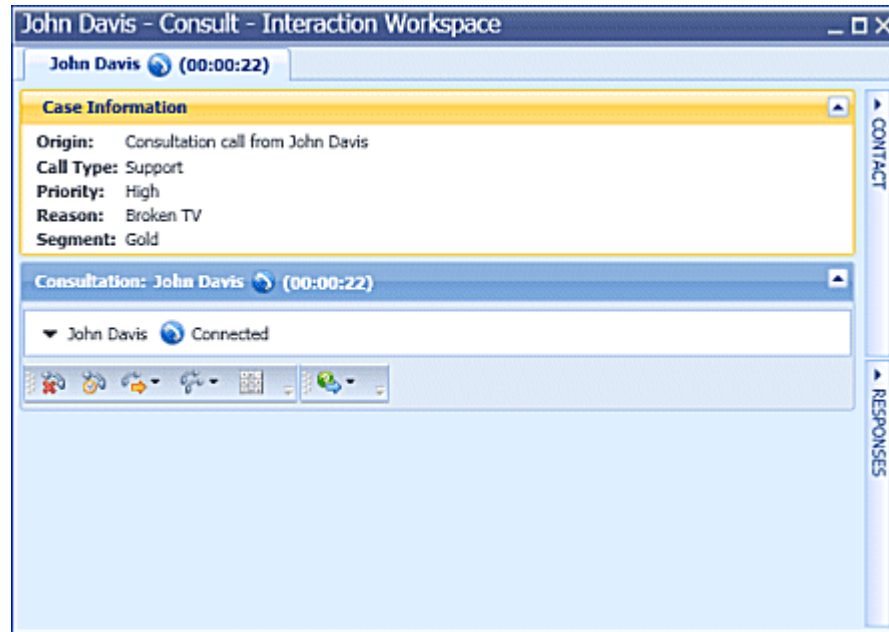 John Davis - Consult - Interaction Workspace
John Davis (00:00:22)
Case Information
Origin: Consultation call from John Davis
Call Type: Support
Priority: High
Reason: Broken TV
Segment: Gold
Consultation: John Davis (00:00:22)
John Davis Connected
CONTACT
RESPONSES